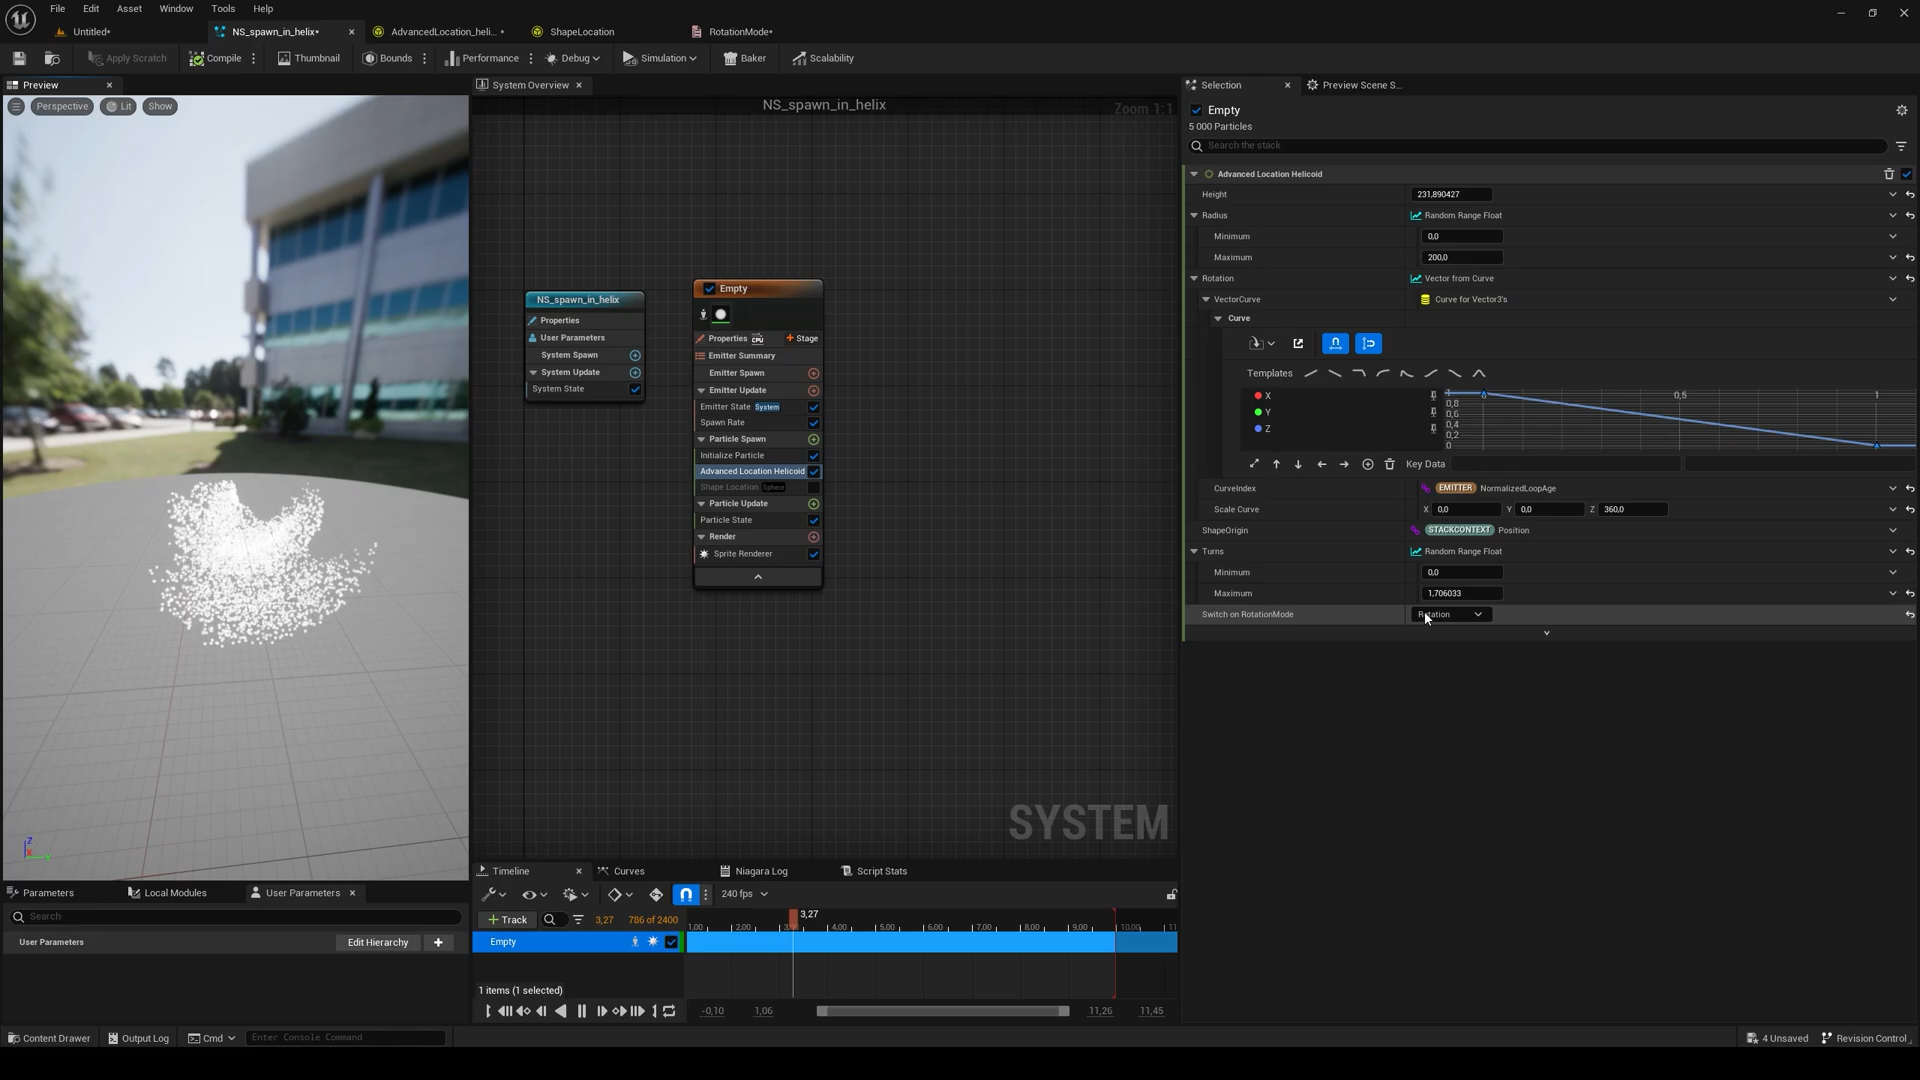 File Edit Asset Window Tools Help
Untitled* NS_spawn_in_helix* AdvancedLocation_heli... * ShapeLocation RotationMode*
Apply Scratch Compile Thumbnail Bounds Performance Debug Simulation Baker Scalability
Preview
Perspective Lit Show
System Overview
NS_spawn_in_helix
Zoom 1:1
NS_spawn_in_helix
Properties
User Parameters
System Spawn
System Update
System State
Empty
Properties CPU Stage
Emitter Summary
Emitter Spawn
Emitter Update
Emitter State System
Spawn Rate
Particle Spawn
Initialize Particle
Advanced Location Helicoid
Shape Location Sphere
Particle Update
Particle State
Render
Sprite Renderer
SYSTEM
Selection Preview Scene S...
Empty
5 000 Particles
Search the stack
Advanced Location Helicoid
Height 231,890427
Radius Random Range Float
Minimum 0,0
Maximum 200,0
Rotation Vector from Curve
VectorCurve Curve for Vector3's
Curve
Templates
X
Y
Z
0,8
0,6
0,4
0,2
0
0,5 1
Key Data
CurveIndex EMITTER NormalizedLoopAge
Scale Curve X 0,0 Y 0,0 Z 360,0
ShapeOrigin STACKCONTEXT Position
Turns Random Range Float
Minimum 0,0
Maximum 1,706033
Switch on RotationMode Rotation
Z
X
Y
Parameters Local Modules User Parameters
Search
User Parameters Edit Hierarchy
Timeline Curves Niagara Log Script Stats
240 fps
Track 3,27 786 of 2400
3,27
1,00 2,00 4,00 5,00 6,00 7,00 8,00 9,00 10,00 11
Empty
1 items (1 selected)
-0,10 1,06 11,26 11,45
Content Drawer Output Log Cmd Enter Console Command 4 Unsaved Revision Control